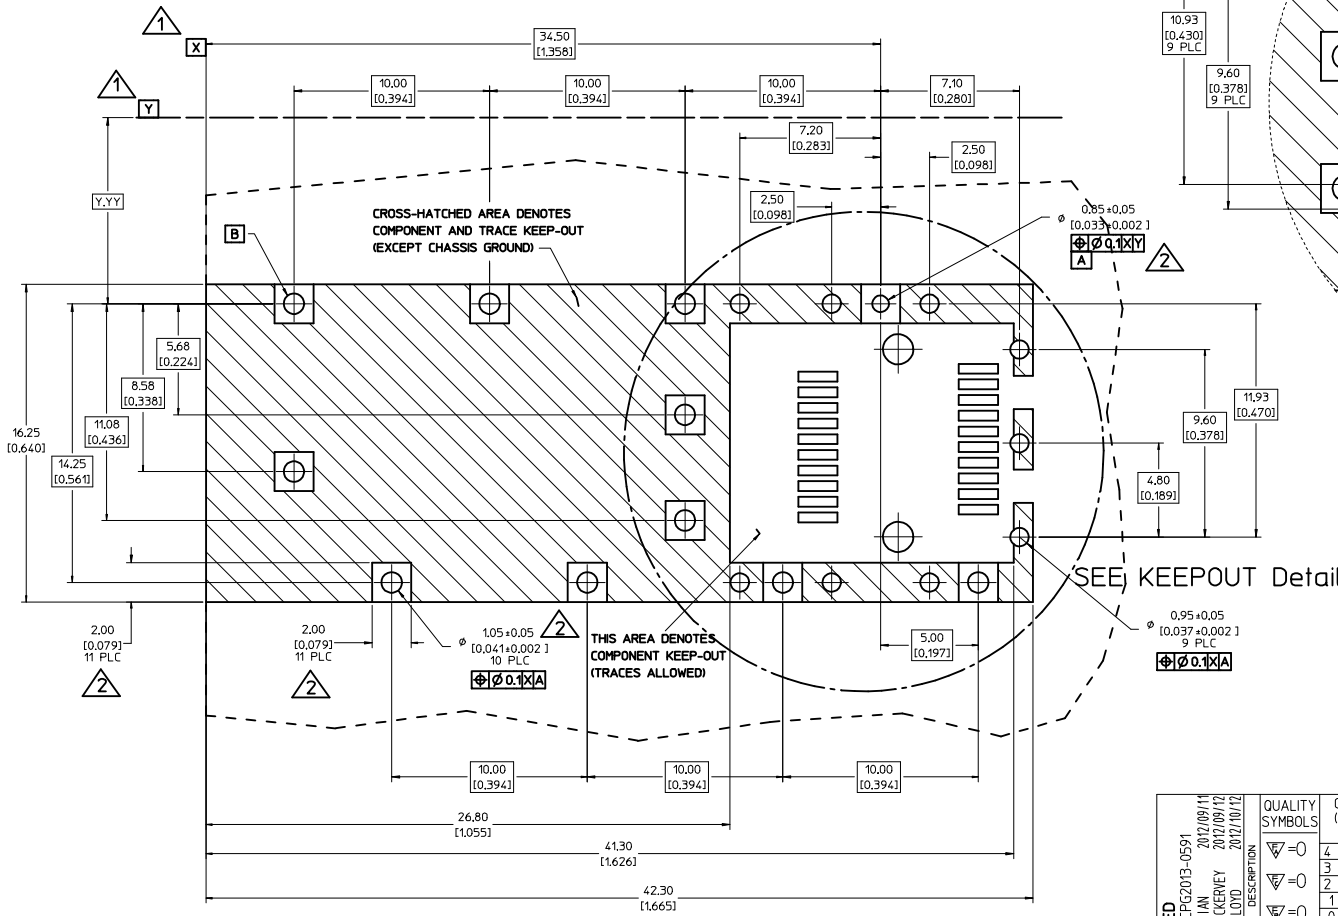 1
X
34.50
[1.358]
10.93
[0.430]
9 PLC
1
Y
10.00
[0.394]
10.00
[0.394]
10.00
[0.394]
7.10
[0.280]
9.60
[0.378]
9 PLC
7.20
[0.283]
2.50
[0.098]
Y.YY
2.50
[0.098]
CROSS-HATCHED AREA DENOTES
COMPONENT AND TRACE KEEP-OUT
(EXCEPT CHASSIS GROUND)
B
Ø 0.85±0.05
[0.033±0.002 ]
⌖ Ø 0.1 X Y
A
2
5.68
[0.224]
8.58
[0.338]
11.08
[0.436]
14.25
[0.561]
16.25
[0.640]
11.93
[0.470]
9.60
[0.378]
4.80
[0.189]
SEE KEEPOUT Detail
2.00
[0.079]
11 PLC
2
2.00
[0.079]
11 PLC
2
Ø 1.05±0.05
[0.041±0.002 ]
10 PLC
⌖ Ø 0.1 X A
2
THIS AREA DENOTES
COMPONENT KEEP-OUT
(TRACES ALLOWED)
5.00
[0.197]
Ø 0.95±0.05
[0.037±0.002 ]
9 PLC
⌖ Ø 0.1 X A
10.00
[0.394]
10.00
[0.394]
10.00
[0.394]
26.80
[1.055]
41.30
[1.626]
42.30
[1.665]
2012/09/11
2012/09/12
2012/10/12
DESCRIPTION
QUALITY
SYMBOLS
=0
=0
=0
4
3
2
1